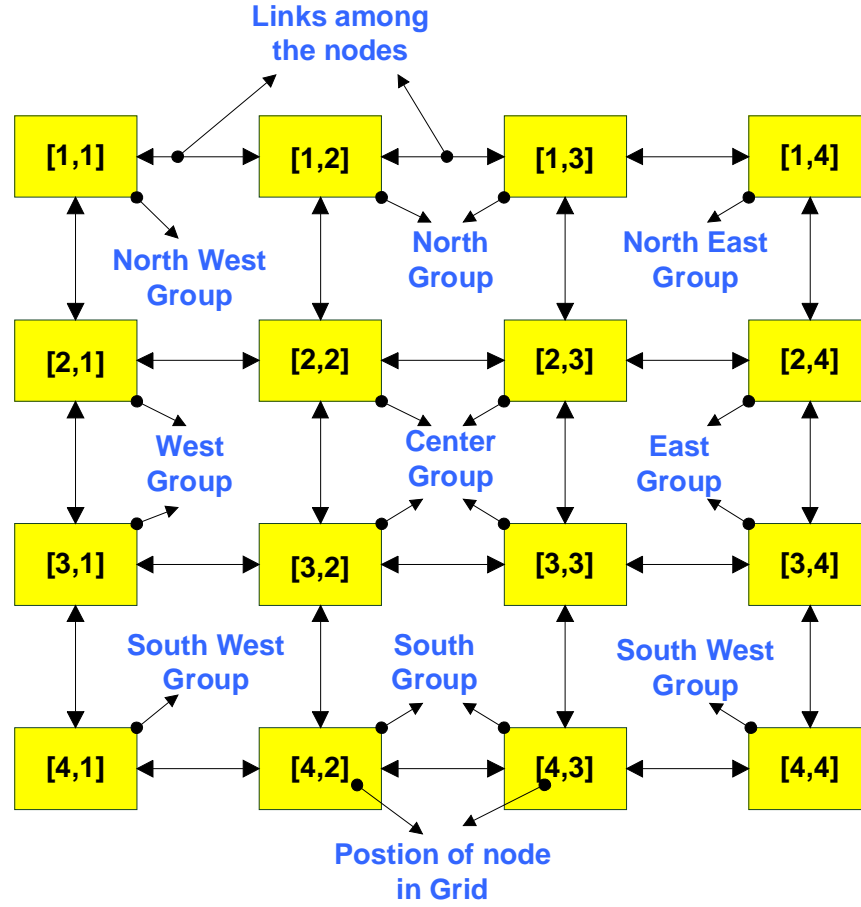 Links among
the nodes
[1,1]
[1,2]
[1,3]
[1,4]
North West
Group
North
Group
North East
Group
[2,1]
[2,2]
[2,3]
[2,4]
West
Group
Center
Group
East
Group
[3,1]
[3,2]
[3,3]
[3,4]
South West
Group
South
Group
South West
Group
[4,1]
[4,2]
[4,3]
[4,4]
Postion of node
in Grid